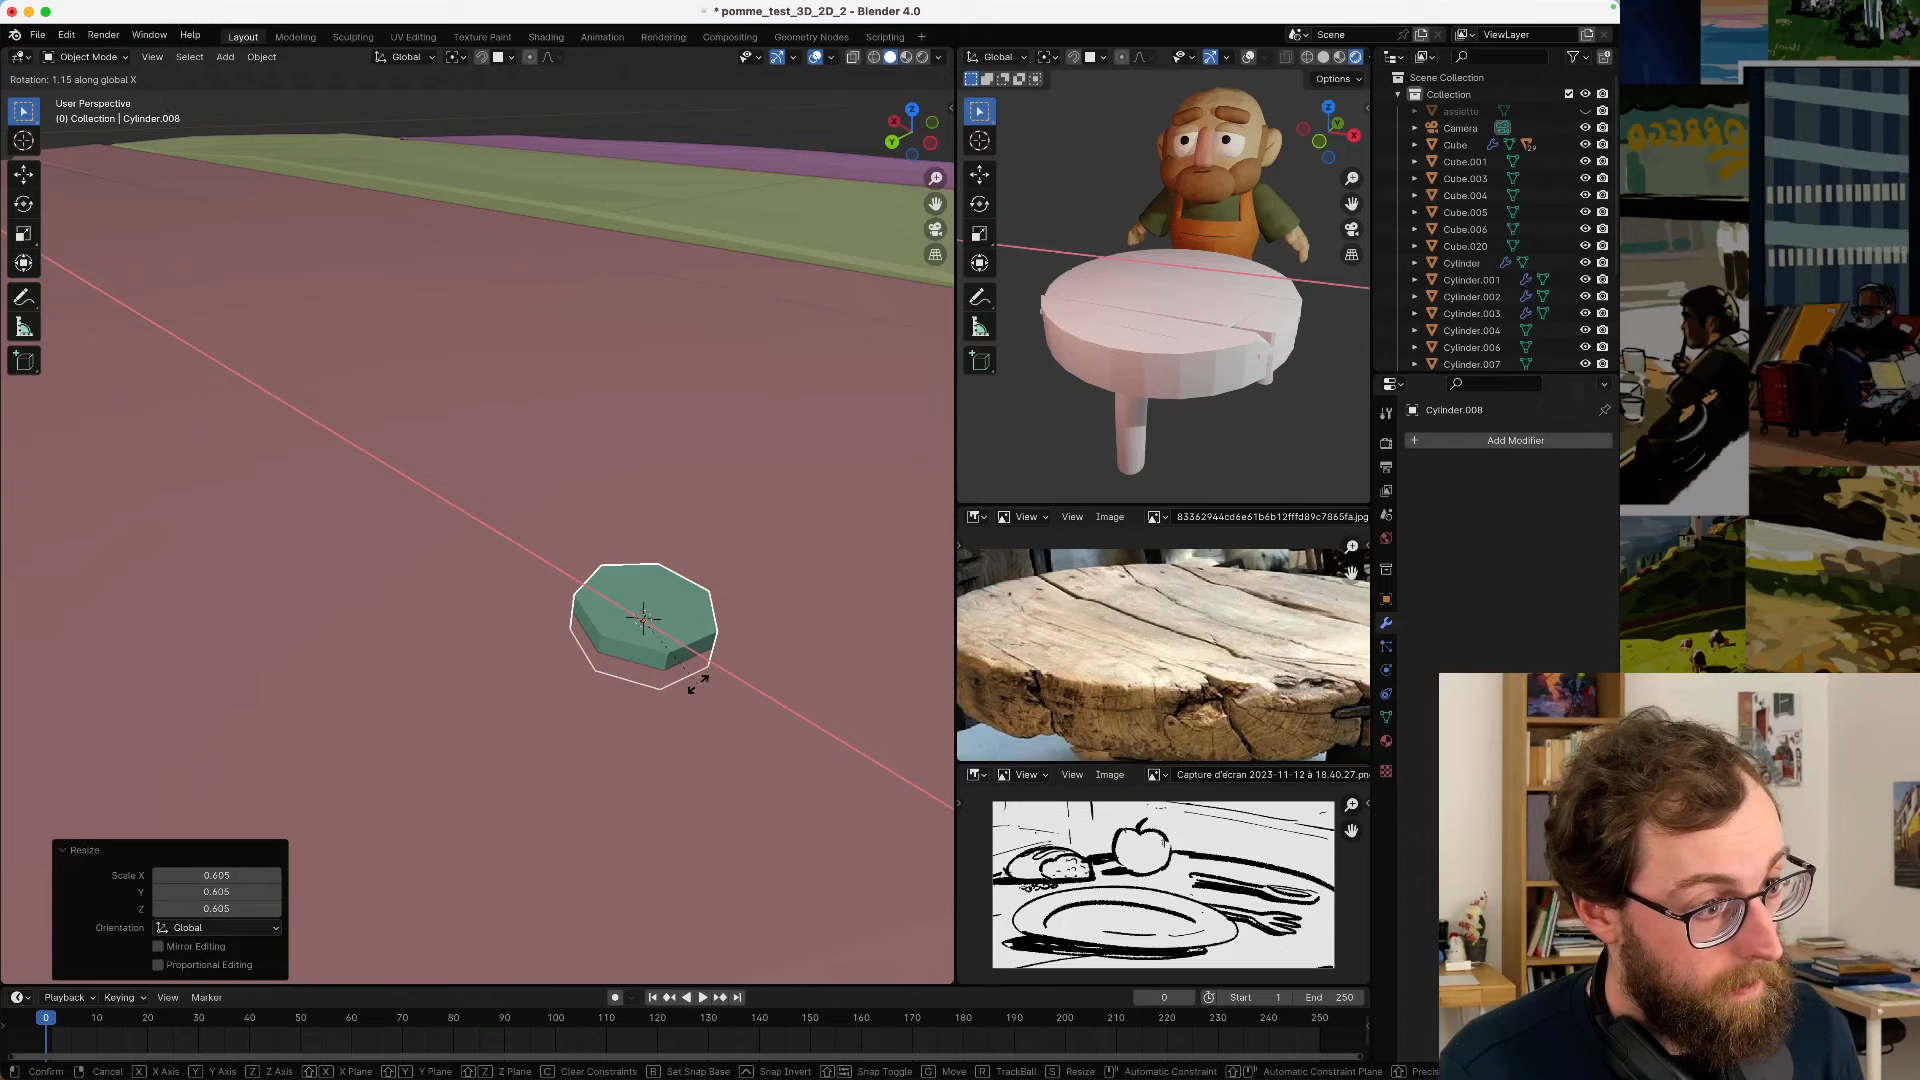 * pomme_test_3D_2D_2 - Blender 4.0
File Edit Render Window Help
Layout Modeling Sculpting UV Editing Texture Paint Shading Animation Rendering Compositing Geometry Nodes Scripting +
Scene
ViewLayer
Object Mode View Select Add Object
Global
Global
Rotation: 1.15 along global X
Options
User Perspective
(0) Collection | Cylinder.008
Scene Collection
Collection
assiette
Camera
Cube 29
Cube.001
Cube.003
Cube.004
Cube.005
Cube.006
Cube.020
Cylinder
Cylinder.001
Cylinder.002
Cylinder.003
Cylinder.004
Cylinder.006
Cylinder.007
Cylinder.008
Add Modifier
View View Image 83362944cd6e61b6b12fffd89c7865fa.jpg
View View Image Capture d'écran 2023-11-12 à 18.40.27.pn
Resize
Scale X 0.605
Y 0.605
Z 0.605
Orientation Global
Mirror Editing
Proportional Editing
Playback Keying View Marker
0
Start 1 End 250
0 10 20 30 40 50 60 70 80 90 100 110 120 130 140 150 160 170 180 190 200 210 220 230 240 250
Confirm Cancel X X Axis Y Y Axis Z Z Axis X X Plane Y Y Plane Z Z Plane C Clear Constraints B Set Snap Base Snap Invert Snap Toggle G Move R TrackBall S Resize Automatic Constraint Automatic Constraint Plane Precis